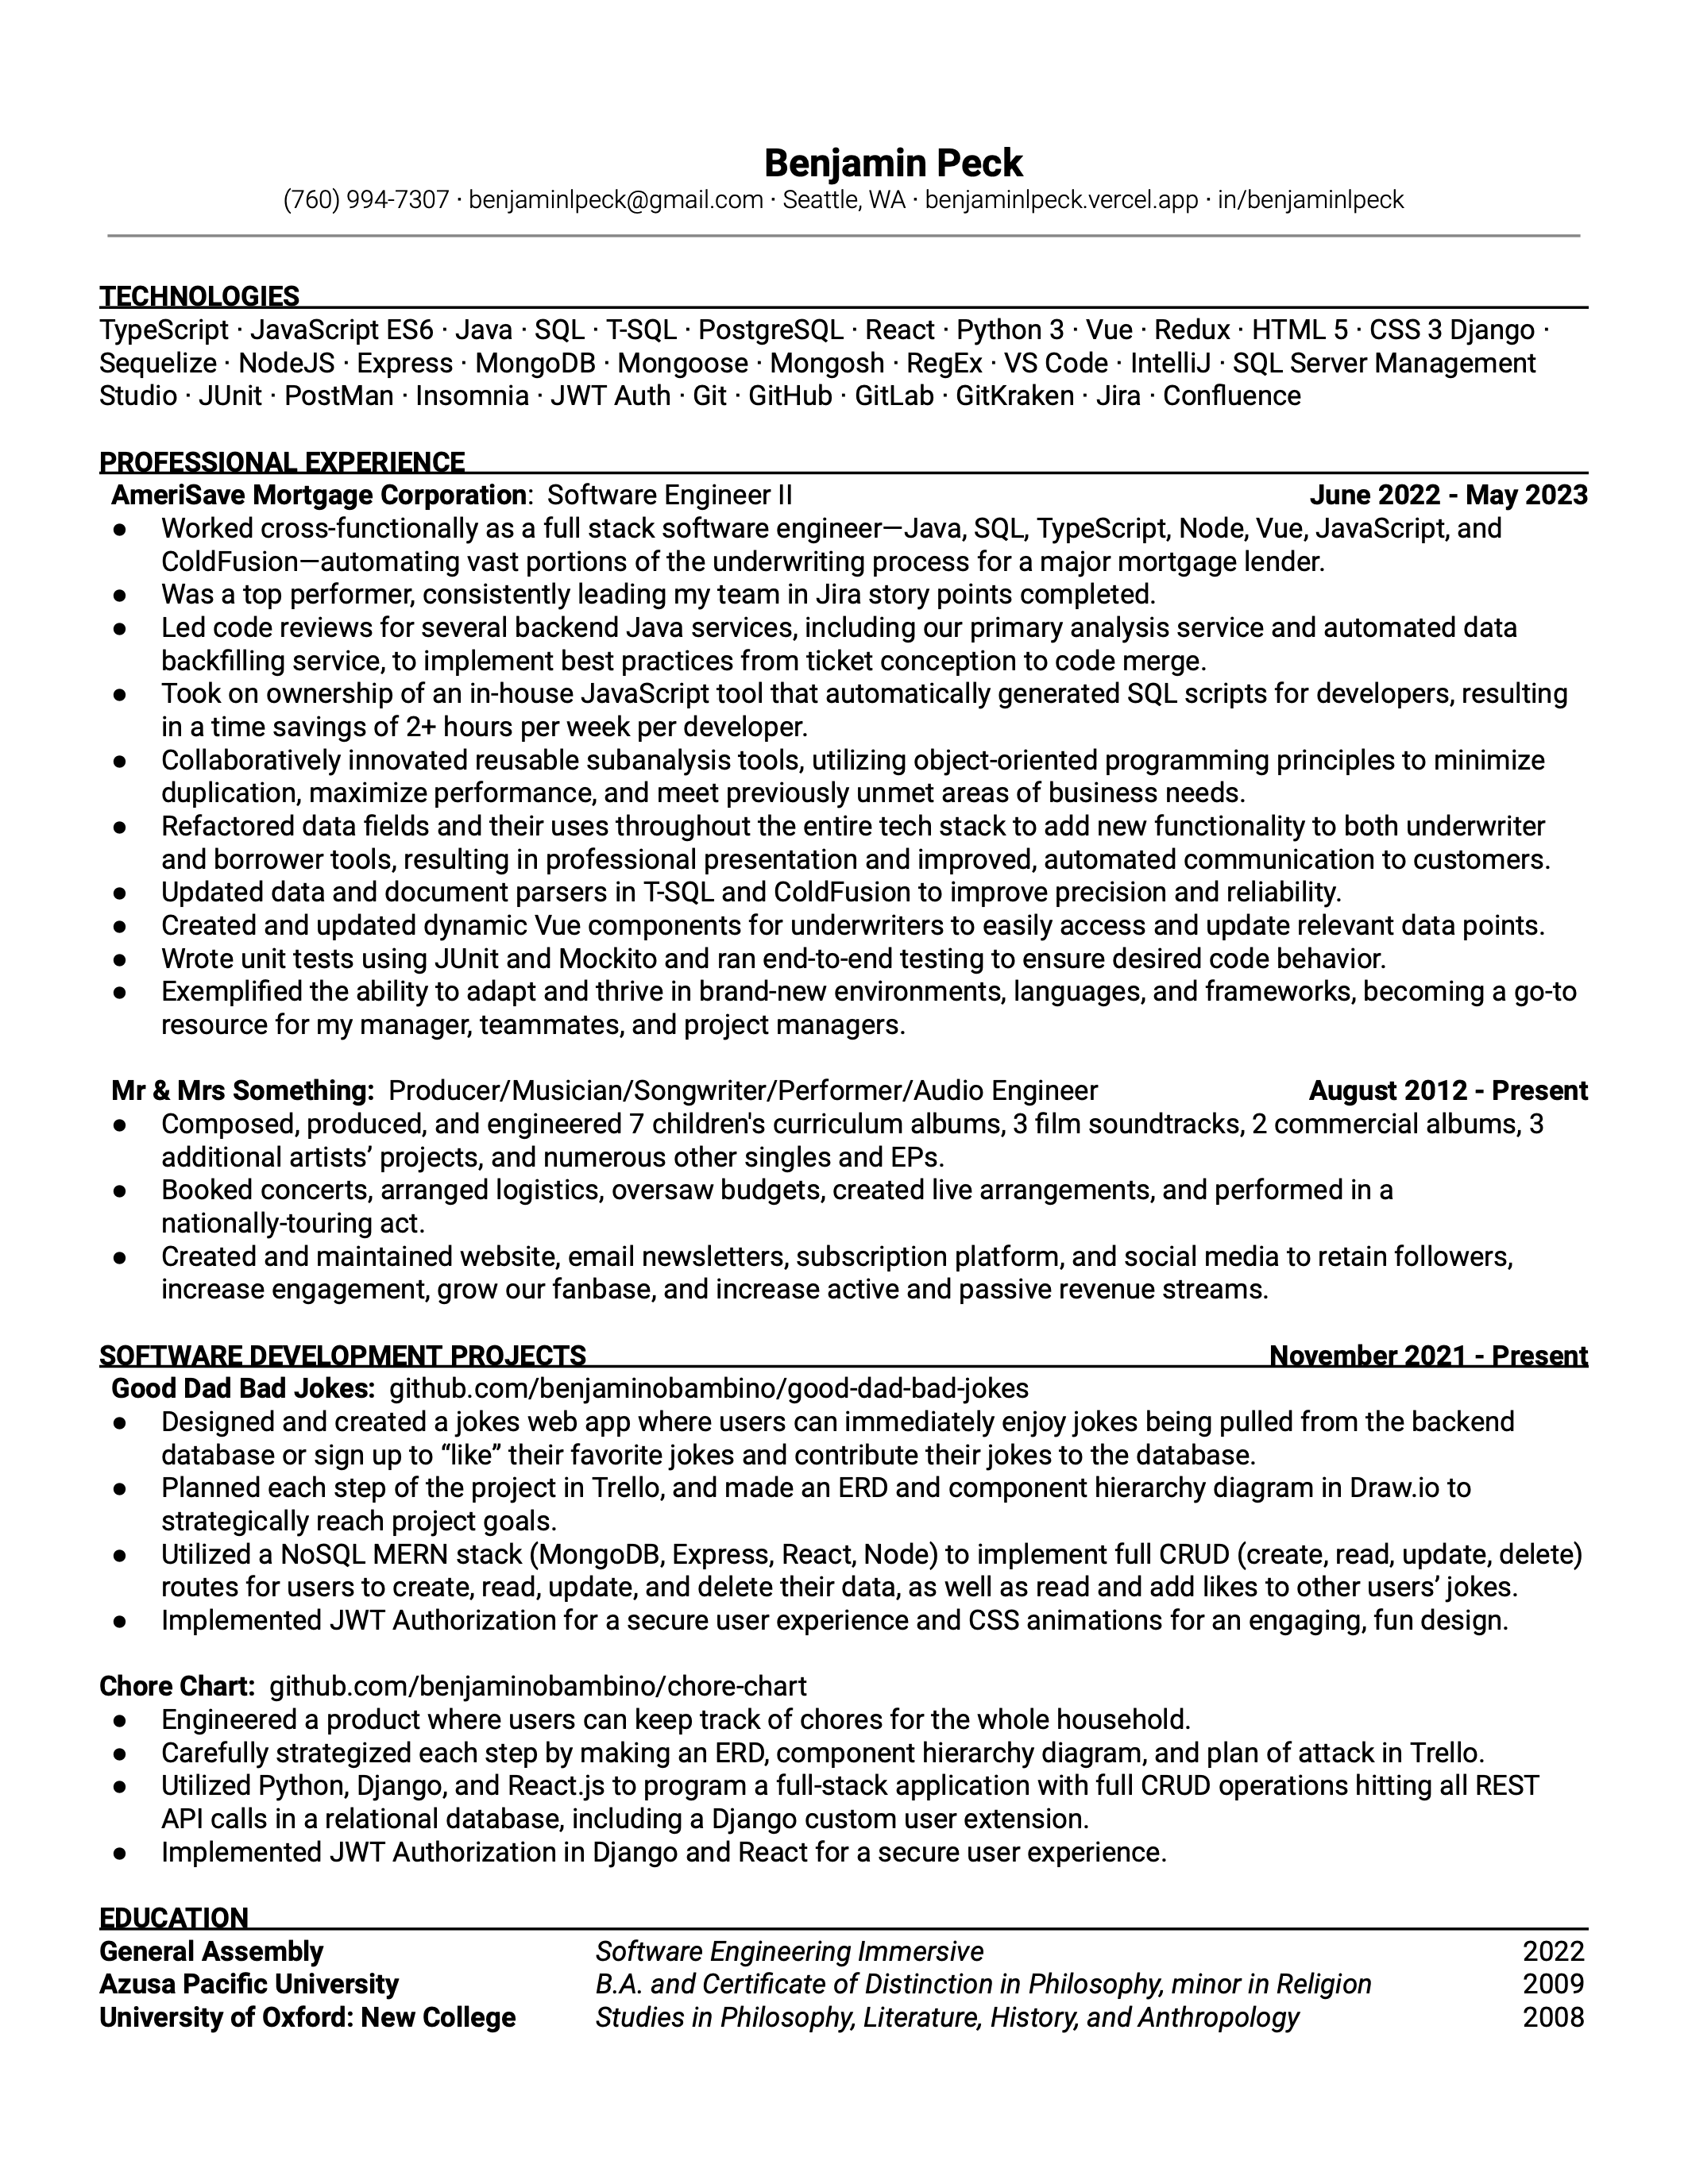 Benjamin Peck
(760) 994-7307 · benjaminlpeck@gmail.com · Seattle, WA · benjaminlpeck.vercel.app · in/benjaminlpeck
TECHNOLOGIES
TypeScript · JavaScript ES6 · Java · SQL · T-SQL · PostgreSQL · React · Python 3 · Vue · Redux · HTML 5 · CSS 3 Django ·
Sequelize · NodeJS · Express · MongoDB · Mongoose · Mongosh · RegEx · VS Code · IntelliJ · SQL Server Management
Studio · JUnit · PostMan · Insomnia · JWT Auth · Git · GitHub · GitLab · GitKraken · Jira · Confluence
PROFESSIONAL EXPERIENCE
AmeriSave Mortgage Corporation: Software Engineer II June 2022 - May 2023
● Worked cross-functionally as a full stack software engineer—Java, SQL, TypeScript, Node, Vue, JavaScript, and
ColdFusion—automating vast portions of the underwriting process for a major mortgage lender.
● Was a top performer, consistently leading my team in Jira story points completed.
● Led code reviews for several backend Java services, including our primary analysis service and automated data
backfilling service, to implement best practices from ticket conception to code merge.
● Took on ownership of an in-house JavaScript tool that automatically generated SQL scripts for developers, resulting
in a time savings of 2+ hours per week per developer.
● Collaboratively innovated reusable subanalysis tools, utilizing object-oriented programming principles to minimize
duplication, maximize performance, and meet previously unmet areas of business needs.
● Refactored data fields and their uses throughout the entire tech stack to add new functionality to both underwriter
and borrower tools, resulting in professional presentation and improved, automated communication to customers.
● Updated data and document parsers in T-SQL and ColdFusion to improve precision and reliability.
● Created and updated dynamic Vue components for underwriters to easily access and update relevant data points.
● Wrote unit tests using JUnit and Mockito and ran end-to-end testing to ensure desired code behavior.
● Exemplified the ability to adapt and thrive in brand-new environments, languages, and frameworks, becoming a go-to
resource for my manager, teammates, and project managers.
Mr & Mrs Something: Producer/Musician/Songwriter/Performer/Audio Engineer August 2012 - Present
● Composed, produced, and engineered 7 children's curriculum albums, 3 film soundtracks, 2 commercial albums, 3
additional artists’ projects, and numerous other singles and EPs.
● Booked concerts, arranged logistics, oversaw budgets, created live arrangements, and performed in a
nationally-touring act.
● Created and maintained website, email newsletters, subscription platform, and social media to retain followers,
increase engagement, grow our fanbase, and increase active and passive revenue streams.
SOFTWARE DEVELOPMENT PROJECTS November 2021 - Present
Good Dad Bad Jokes: github.com/benjaminobambino/good-dad-bad-jokes
● Designed and created a jokes web app where users can immediately enjoy jokes being pulled from the backend
database or sign up to “like” their favorite jokes and contribute their jokes to the database.
● Planned each step of the project in Trello, and made an ERD and component hierarchy diagram in Draw.io to
strategically reach project goals.
● Utilized a NoSQL MERN stack (MongoDB, Express, React, Node) to implement full CRUD (create, read, update, delete)
routes for users to create, read, update, and delete their data, as well as read and add likes to other users’ jokes.
● Implemented JWT Authorization for a secure user experience and CSS animations for an engaging, fun design.
Chore Chart: github.com/benjaminobambino/chore-chart
● Engineered a product where users can keep track of chores for the whole household.
● Carefully strategized each step by making an ERD, component hierarchy diagram, and plan of attack in Trello.
● Utilized Python, Django, and React.js to program a full-stack application with full CRUD operations hitting all REST
API calls in a relational database, including a Django custom user extension.
● Implemented JWT Authorization in Django and React for a secure user experience.
EDUCATION
General Assembly Software Engineering Immersive 2022
Azusa Pacific University B.A. and Certificate of Distinction in Philosophy, minor in Religion 2009
University of Oxford: New College Studies in Philosophy, Literature, History, and Anthropology 2008